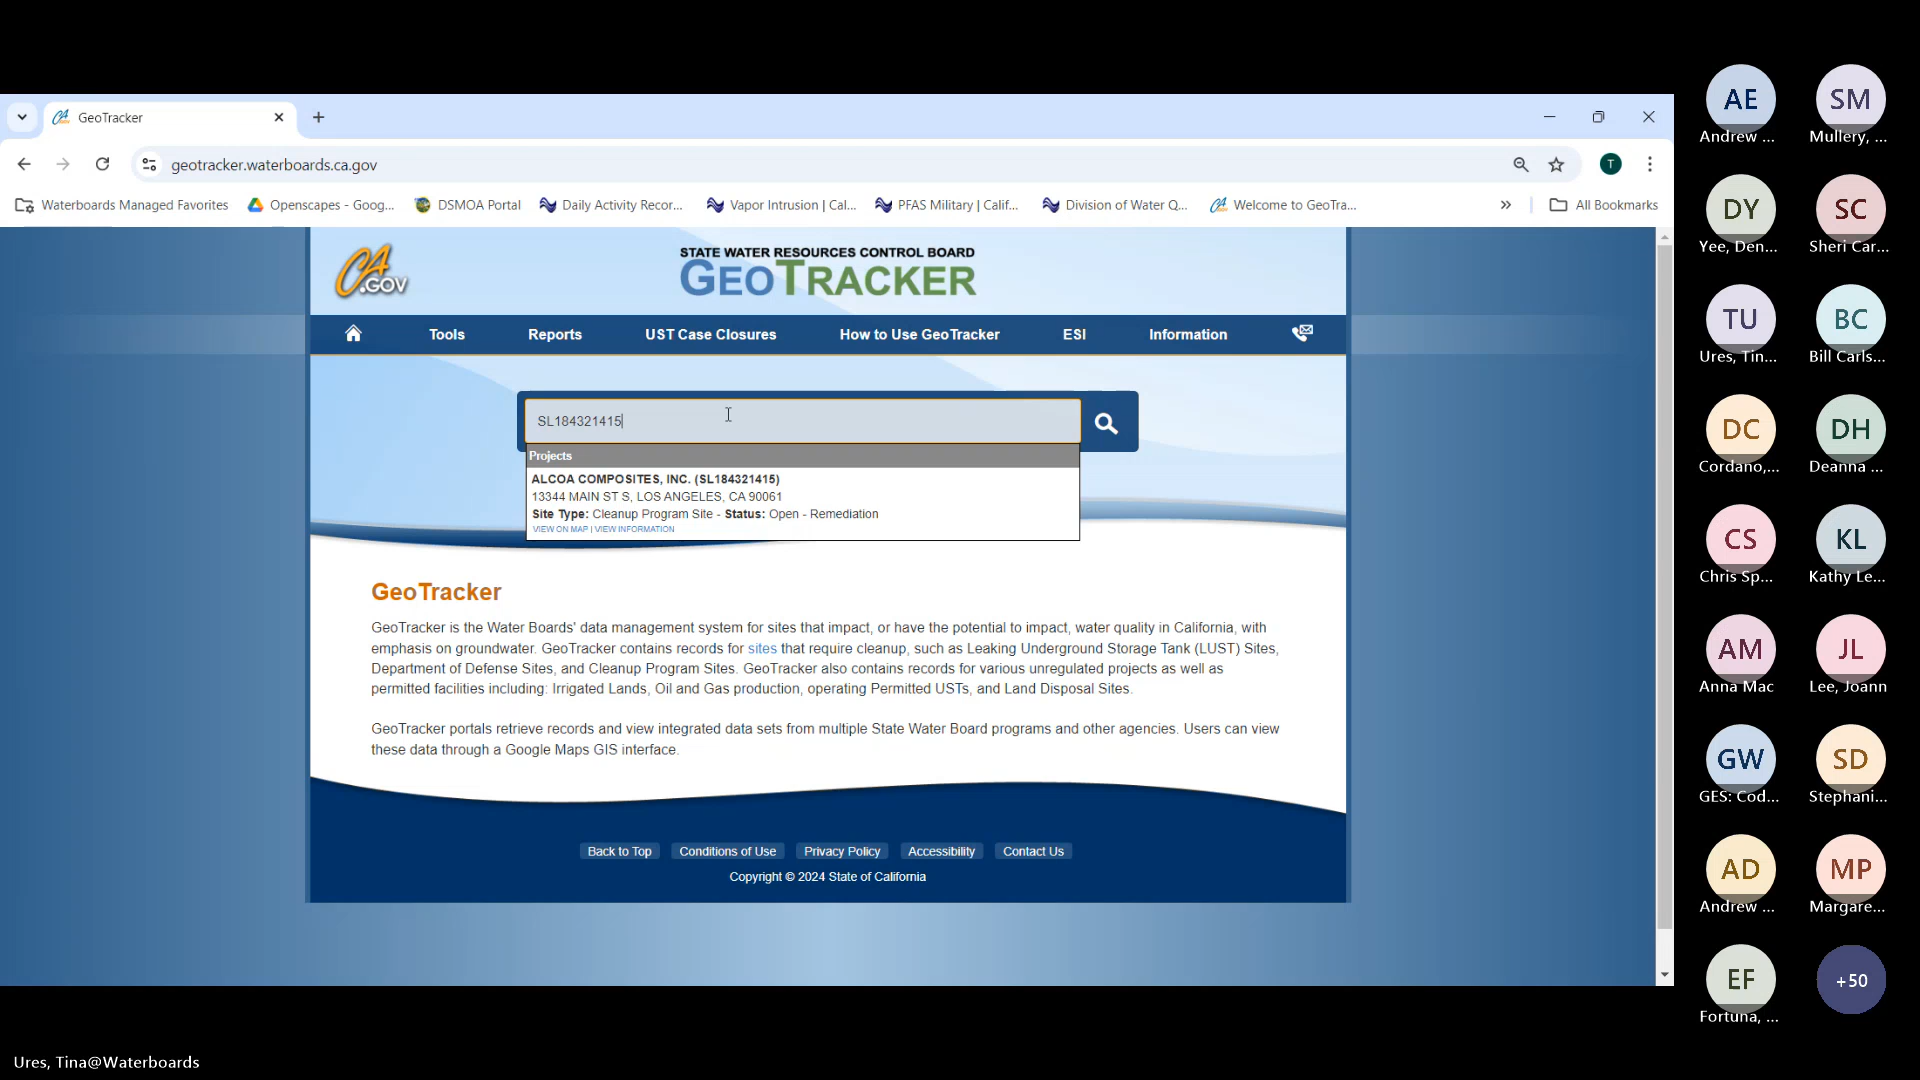 GeoTracker
geotracker.waterboards.ca.gov
T
Waterboards Managed Favorites
Openscapes - Goog...
DSMOA Portal
Daily Activity Recor...
Vapor Intrusion | Cal...
PFAS Military | Calif...
Division of Water Q...
Welcome to GeoTra...
All Bookmarks
CA.GOV
STATE WATER RESOURCES CONTROL BOARD
GEOTRACKER
Tools
Reports
UST Case Closures
How to Use GeoTracker
ESI
Information
SL184321415
Projects
ALCOA COMPOSITES, INC. (SL184321415)
13344 MAIN ST S, LOS ANGELES, CA 90061
Site Type: Cleanup Program Site - Status: Open - Remediation
VIEW ON MAP | VIEW INFORMATION
GeoTracker
GeoTracker is the Water Boards' data management system for sites that impact, or have the potential to impact, water quality in California, with
emphasis on groundwater. GeoTracker contains records for sites that require cleanup, such as Leaking Underground Storage Tank (LUST) Sites,
Department of Defense Sites, and Cleanup Program Sites. GeoTracker also contains records for various unregulated projects as well as
permitted facilities including: Irrigated Lands, Oil and Gas production, operating Permitted USTs, and Land Disposal Sites.
GeoTracker portals retrieve records and view integrated data sets from multiple State Water Board programs and other agencies. Users can view
these data through a Google Maps GIS interface.
Back to Top
Conditions of Use
Privacy Policy
Accessibility
Contact Us
Copyright © 2024 State of California
AE
Andrew ...
SM
Mullery, ...
DY
Yee, Den...
SC
Sheri Car...
TU
Ures, Tin...
BC
Bill Carls...
DC
Cordano,...
DH
Deanna ...
CS
Chris Sp...
KL
Kathy Le...
AM
Anna Mac
JL
Lee, Joann
GW
GES: Cod...
SD
Stephani...
AD
Andrew ...
MP
Margare...
EF
Fortuna, ...
+50
Ures, Tina@Waterboards